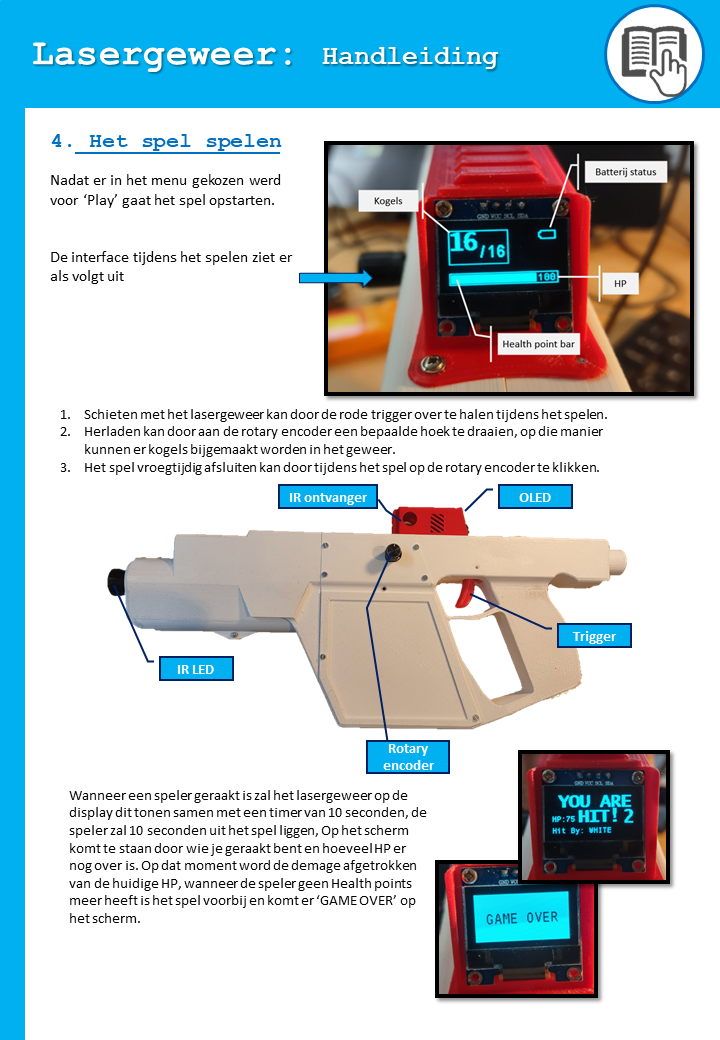 Lasergeweer: Handleiding
4. Het spel spelen
Nadat er in het menu gekozen werd
voor ‘Play’ gaat het spel opstarten.
De interface tijdens het spelen ziet er
als volgt uit
Kogels
Batterij status
GND VCC SCL SDA
16/16
100
HP
Health point bar
1. Schieten met het lasergeweer kan door de rode trigger over te halen tijdens het spelen.
2. Herladen kan door aan de rotary encoder een bepaalde hoek te draaien, op die manier
kunnen er kogels bijgemaakt worden in het geweer.
3. Het spel vroegtijdig afsluiten kan door tijdens het spel op de rotary encoder te klikken.
IR ontvanger
OLED
Trigger
IR LED
Rotary
encoder
Wanneer een speler geraakt is zal het lasergeweer op de
display dit tonen samen met een timer van 10 seconden, de
speler zal 10 seconden uit het spel liggen, Op het scherm
komt te staan door wie je geraakt bent en hoeveel HP er
nog over is. Op dat moment word de demage afgetrokken
van de huidige HP, wanneer de speler geen Health points
meer heeft is het spel voorbij en komt er ‘GAME OVER’ op
het scherm.
GND VCC SCL SDA
YOU ARE
HP:75 HIT! 2
Hit By: WHITE
GND VCC
GAME OVER